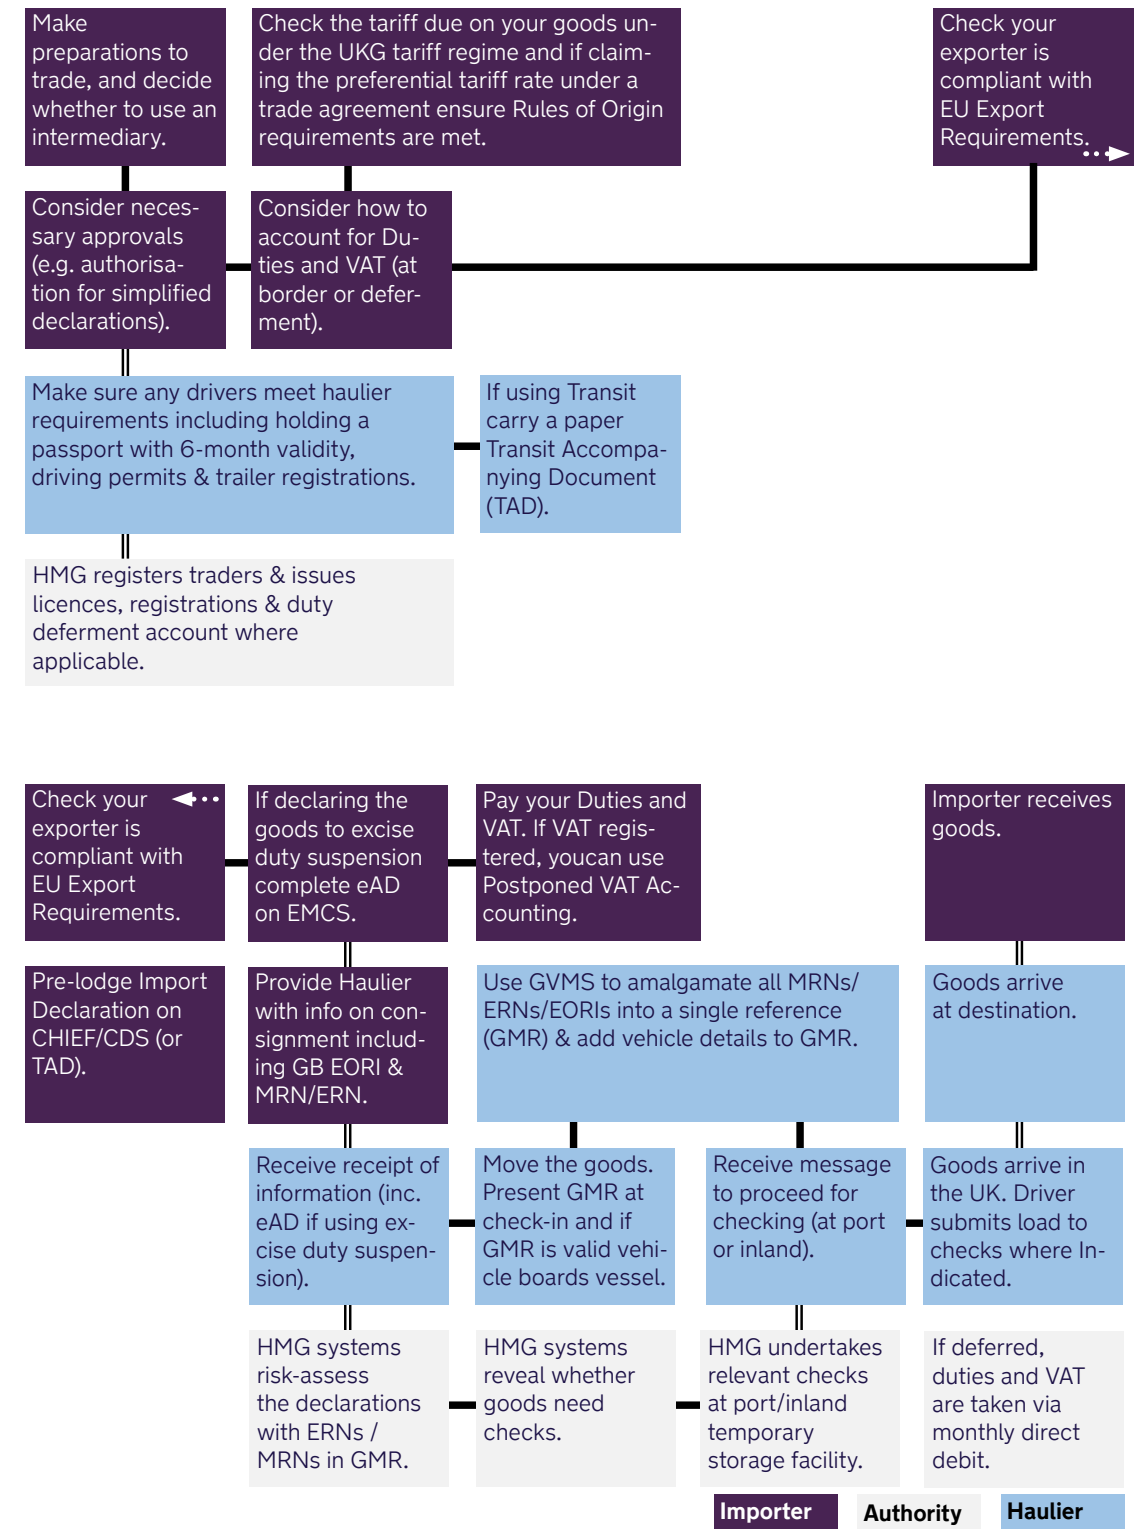 Make
preparations to
trade, and decide
whether to use an
intermediary.
Check the tariff due on your goods un-
der the UKG tariff regime and if claim-
ing the preferential tariff rate under a
trade agreement ensure Rules of Origin
requirements are met.
Check your
exporter is
compliant with
EU Export
Requirements.
Consider neces-
sary approvals
(e.g. authorisa-
tion for simplified
declarations).
Consider how to
account for Du-
ties and VAT (at
border or defer-
ment).
Make sure any drivers meet haulier
requirements including holding a
passport with 6-month validity,
driving permits & trailer registrations.
If using Transit
carry a paper
Transit Accompa-
nying Document
(TAD).
HMG registers traders & issues
licences, registrations & duty
deferment account where
applicable.
Check your
exporter is
compliant with
EU Export
Requirements.
If declaring the
goods to excise
duty suspension
complete eAD
on EMCS.
Pay your Duties and
VAT. If VAT regis-
tered, youcan use
Postponed VAT Ac-
counting.
Importer receives
goods.
Pre-lodge Import
Declaration on
CHIEF/CDS (or
TAD).
Provide Haulier
with info on con-
signment includ-
ing GB EORI &
MRN/ERN.
Use GVMS to amalgamate all MRNs/
ERNs/EORIs into a single reference
(GMR) & add vehicle details to GMR.
Goods arrive
at destination.
Receive receipt of
information (inc.
eAD if using ex-
cise duty suspen-
sion).
Move the goods.
Present GMR at
check-in and if
GMR is valid vehi-
cle boards vessel.
Receive message
to proceed for
checking (at port
or inland).
Goods arrive in
the UK. Driver
submits load to
checks where In-
dicated.
HMG systems
risk-assess
the declarations
with ERNs /
MRNs in GMR.
HMG systems
reveal whether
goods need
checks.
HMG undertakes
relevant checks
at port/inland
temporary
storage facility.
If deferred,
duties and VAT
are taken via
monthly direct
debit.
Importer
Authority
Haulier